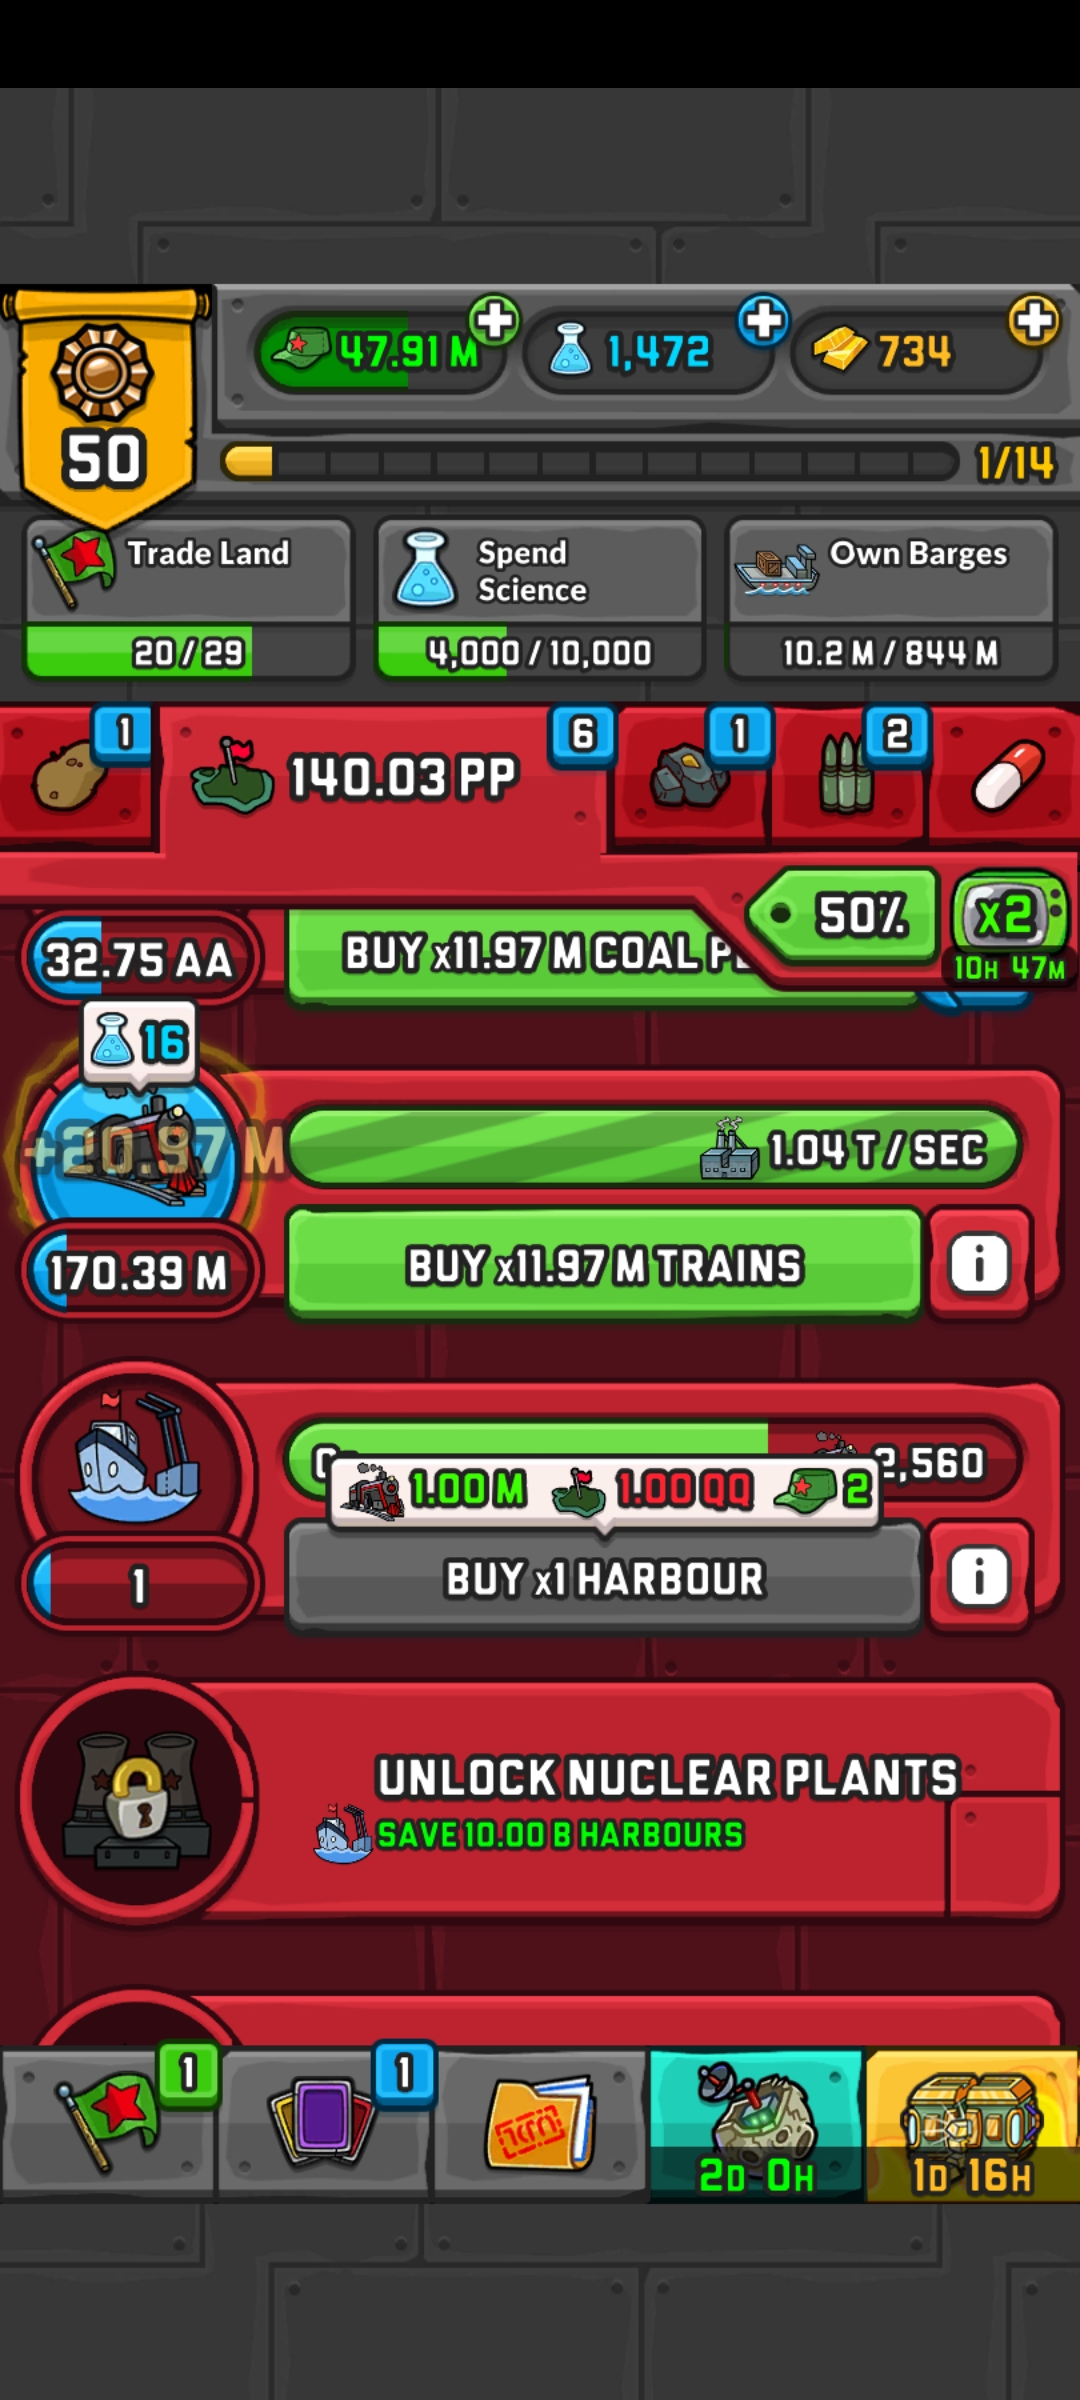 47.91 M
1,472
734
50
1/14
Trade Land
Spend
Science
Own Barges
20/29
4,000/10,000
10.2 M/844 M
1
140.03 PP
6
1
2
50%
x2
10H 47M
32.75 AA
BUY x11.97 M COAL
16
+20.97 M
1.04 T/SEC
170.39 M
BUY x11.97 M TRAINS
i
2,560
1.00 M
1.00 QQ
2
1
BUY x1 HARBOUR
i
UNLOCK NUCLEAR PLANTS
SAVE 10.00 B HARBOURS
1
1
2D 0H
1D 16H